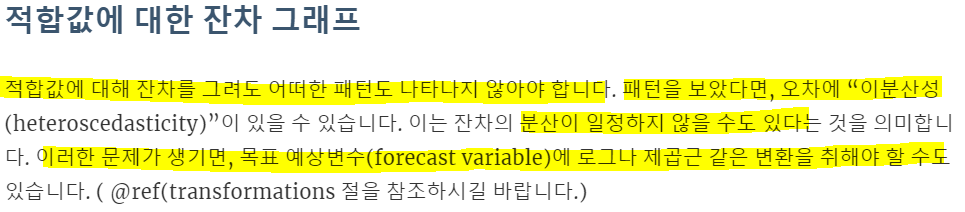 적합값에 대한 잔차 그래프
적합값에 대해 잔차를 그려도 어떠한 패턴도 나타나지 않아야 합니다. 패턴을 보았다면, 오차에 “이분산성
(heteroscedasticity)”이 있을 수 있습니다. 이는 잔차의 분산이 일정하지 않을 수도 있다는 것을 의미합니
다. 이러한 문제가 생기면, 목표 예상변수(forecast variable)에 로그나 제곱근 같은 변환을 취해야 할 수도
있습니다. ( @ref(transformations 절을 참조하시길 바랍니다.)